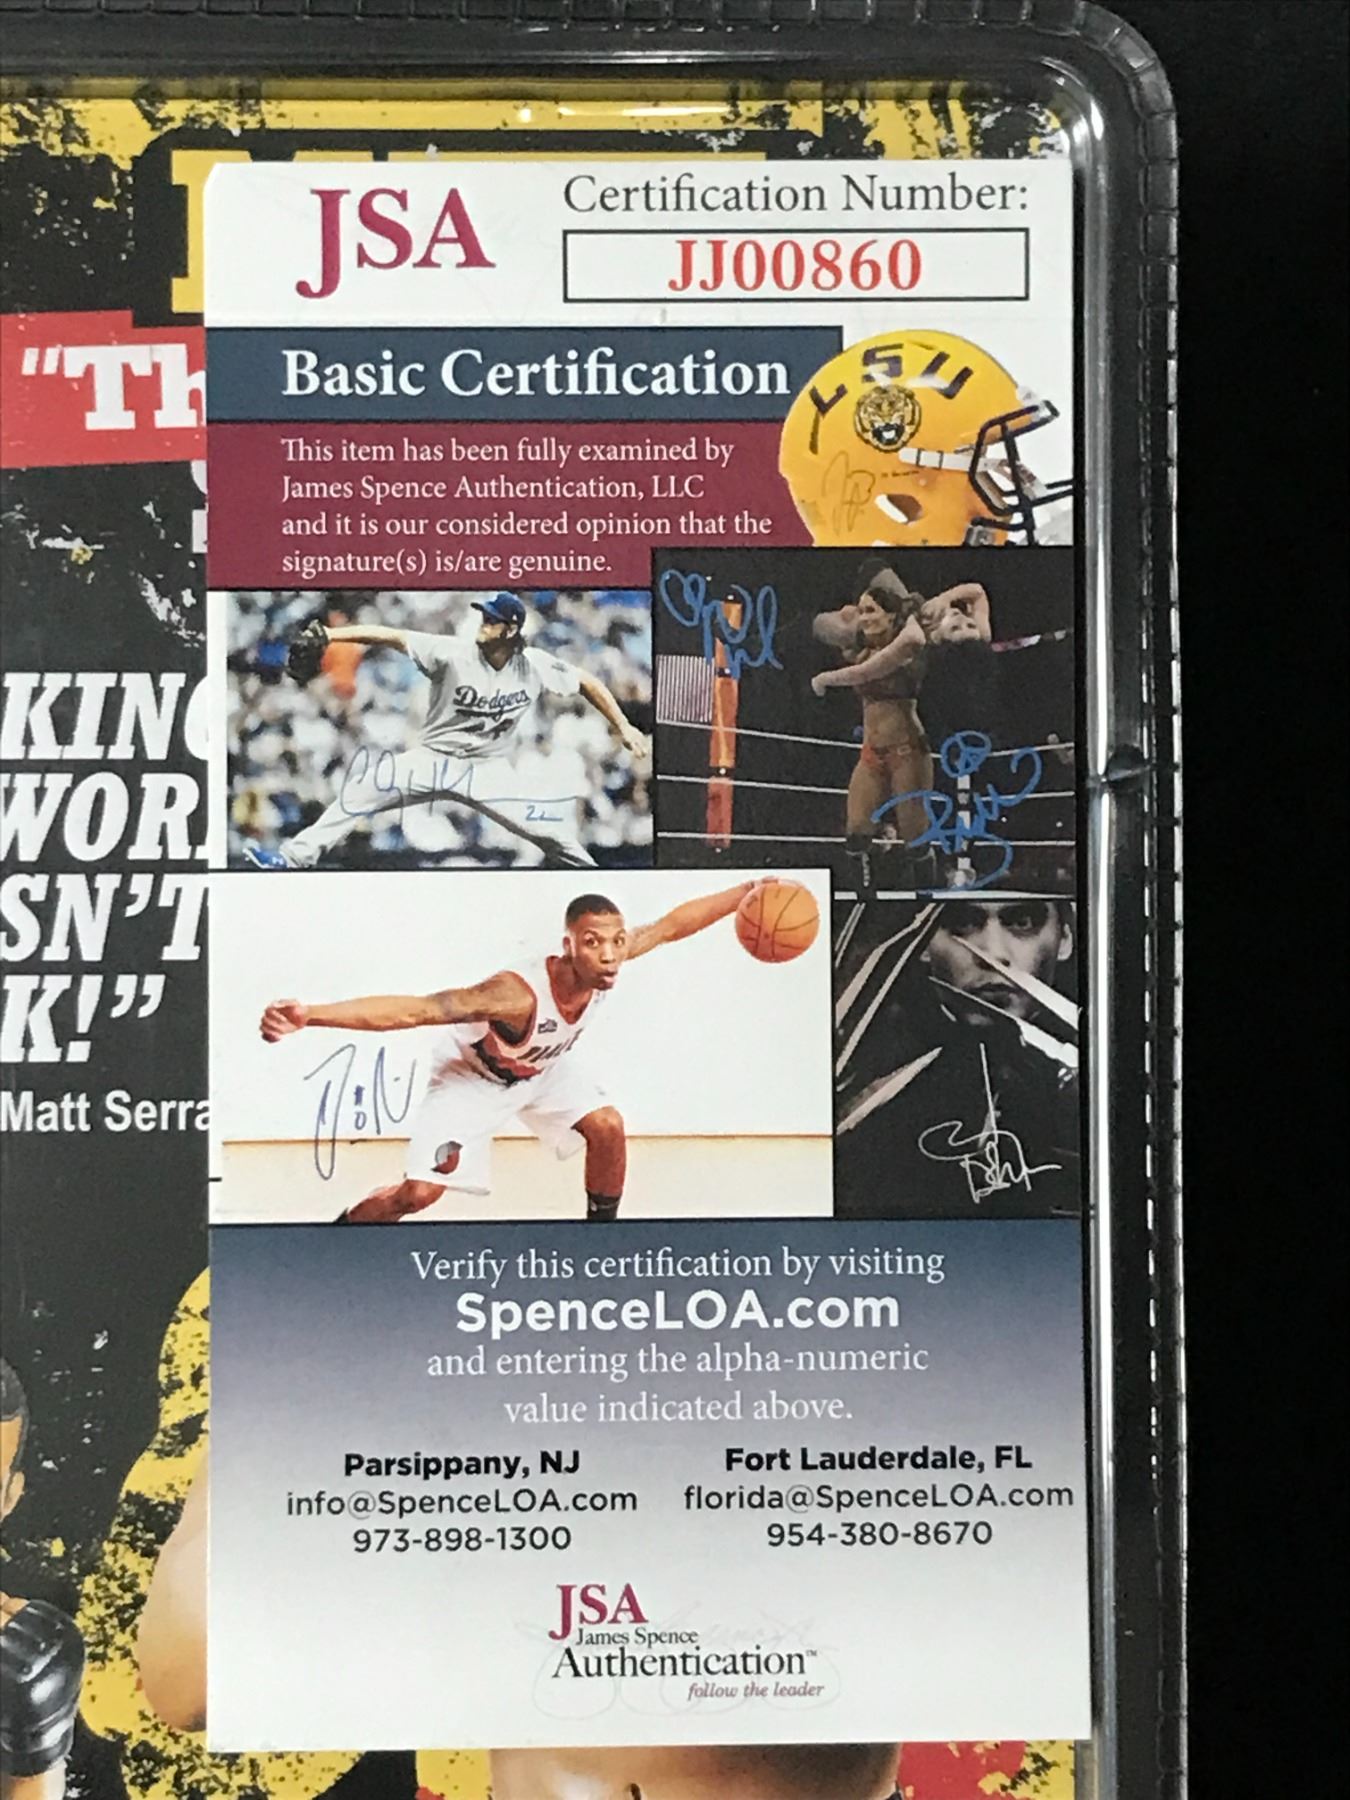 JSA
Certification Number:
JJ00860
Basic Certification
This item has been fully examined by
James Spence Authentication, LLC
and it is our considered opinion that the
signature(s) is/are genuine.
LSU
Dodgers
22
Verify this certification by visiting
SpenceLOA.com
and entering the alpha-numeric
value indicated above.
Parsippany, NJ
info@SpenceLOA.com
973-898-1300
Fort Lauderdale, FL
florida@SpenceLOA.com
954-380-8670
JSA
James Spence
Authentication™
follow the leader
"Th
KING
WOR
SN'T
K!"
Matt Serra